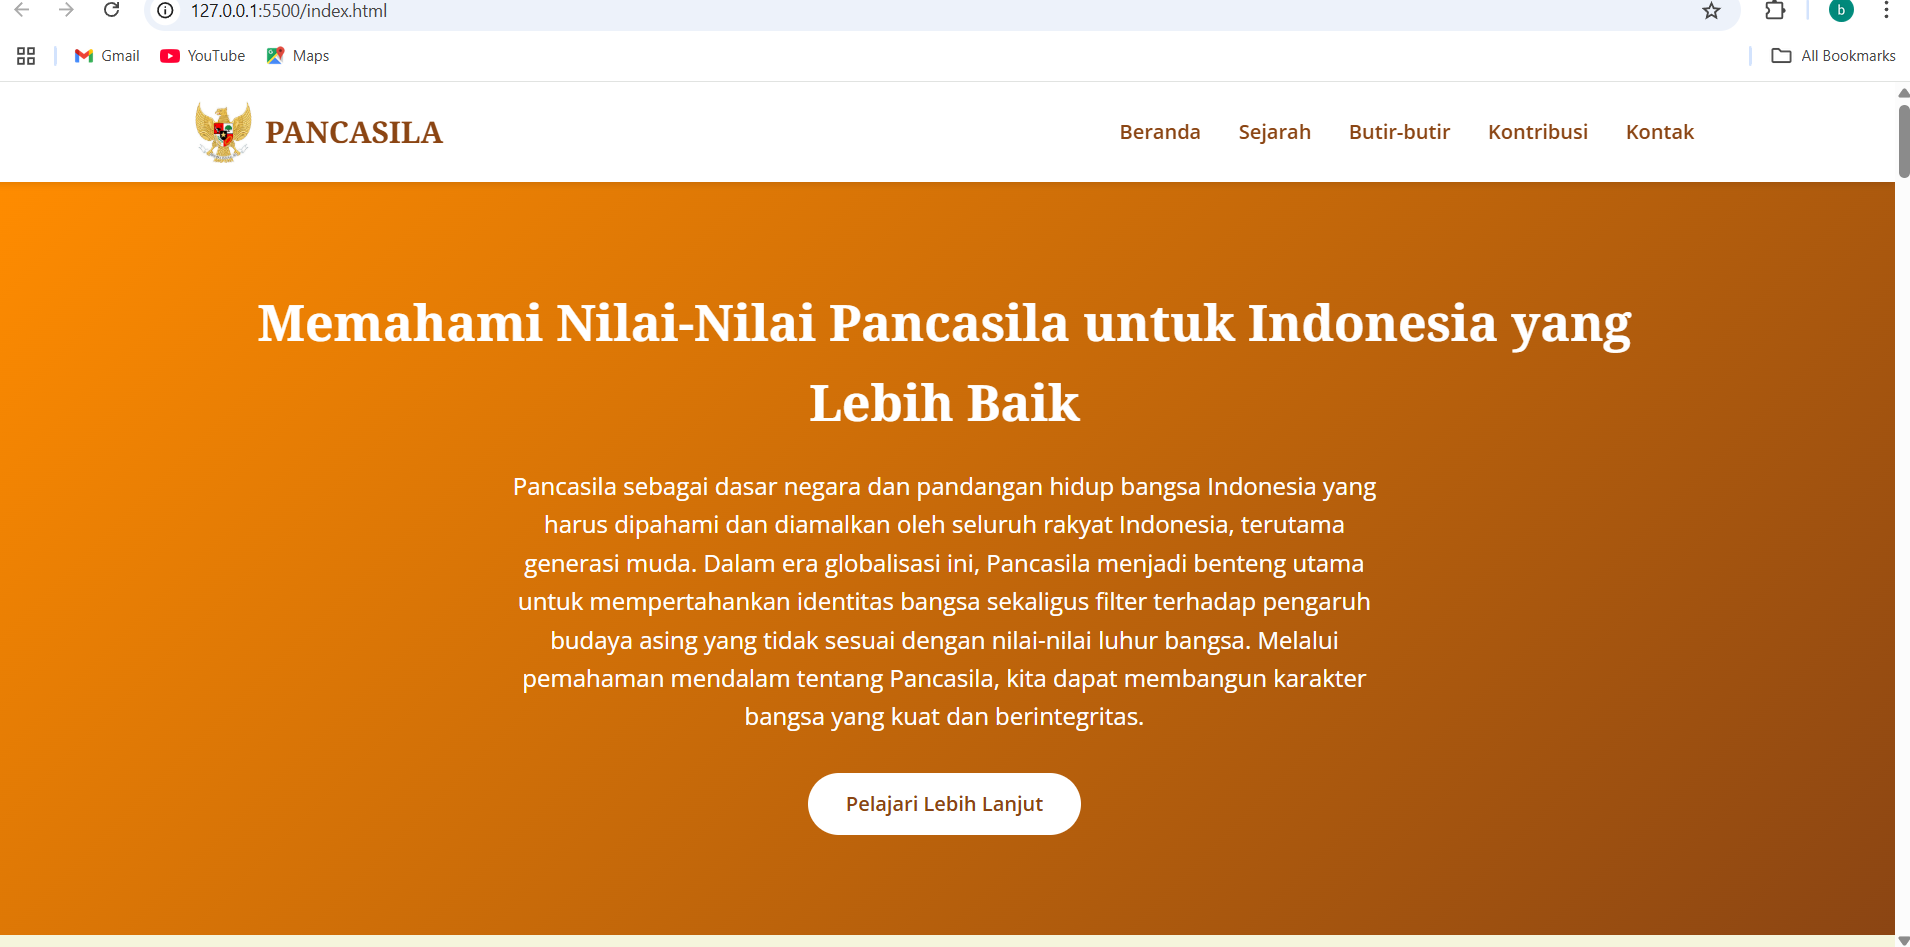 127.0.0.1:5500/index.html
b
Gmail
YouTube
Maps
All Bookmarks
PANCASILA
Beranda
Sejarah
Butir-butir
Kontribusi
Kontak
Memahami Nilai-Nilai Pancasila untuk Indonesia yang
Lebih Baik
Pancasila sebagai dasar negara dan pandangan hidup bangsa Indonesia yang
harus dipahami dan diamalkan oleh seluruh rakyat Indonesia, terutama
generasi muda. Dalam era globalisasi ini, Pancasila menjadi benteng utama
untuk mempertahankan identitas bangsa sekaligus filter terhadap pengaruh
budaya asing yang tidak sesuai dengan nilai-nilai luhur bangsa. Melalui
pemahaman mendalam tentang Pancasila, kita dapat membangun karakter
bangsa yang kuat dan berintegritas.
Pelajari Lebih Lanjut